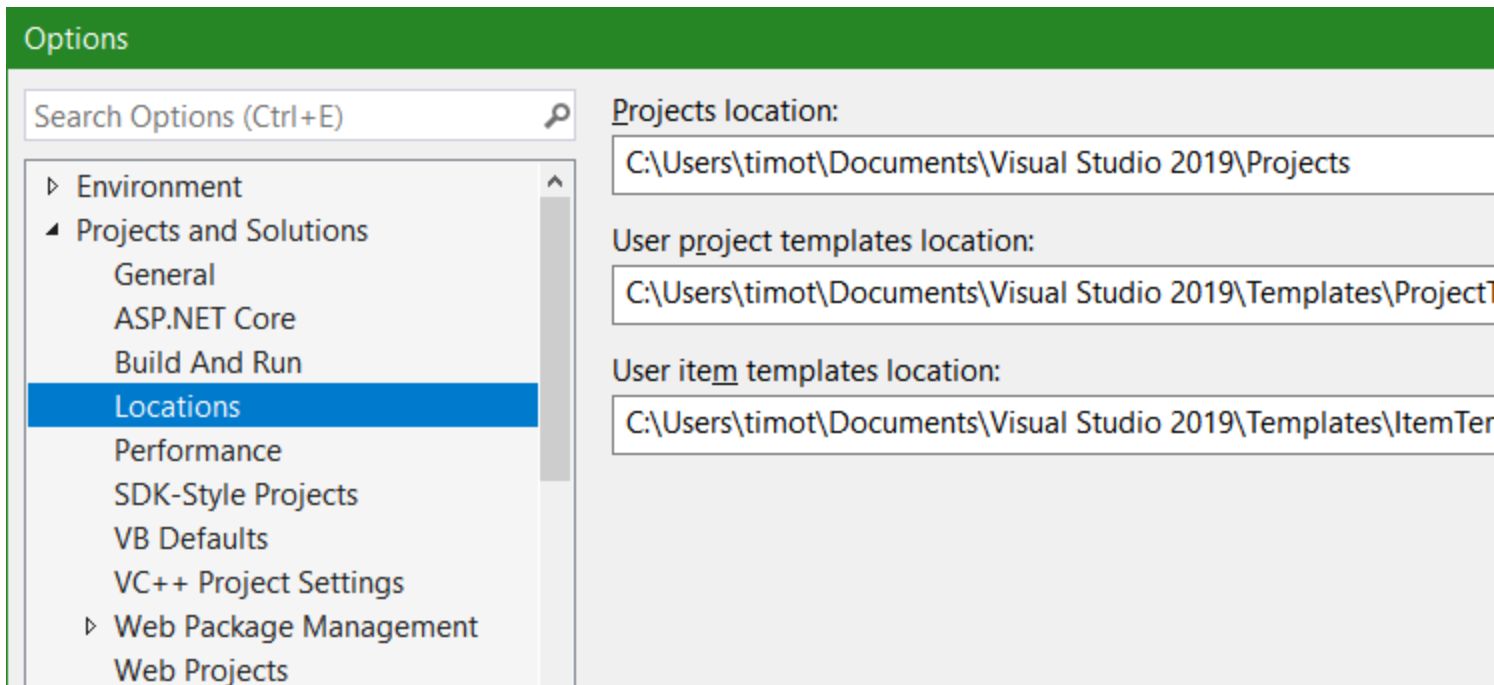 Options
Search Options (Ctrl+E)
Environment
Projects and Solutions
General
ASP.NET Core
Build And Run
Locations
Performance
SDK-Style Projects
VB Defaults
VC++ Project Settings
Web Package Management
Web Projects
Projects location:
C:\Users\timot\Documents\Visual Studio 2019\Projects
User project templates location:
C:\Users\timot\Documents\Visual Studio 2019\Templates\ProjectT
User item templates location:
C:\Users\timot\Documents\Visual Studio 2019\Templates\ItemTe